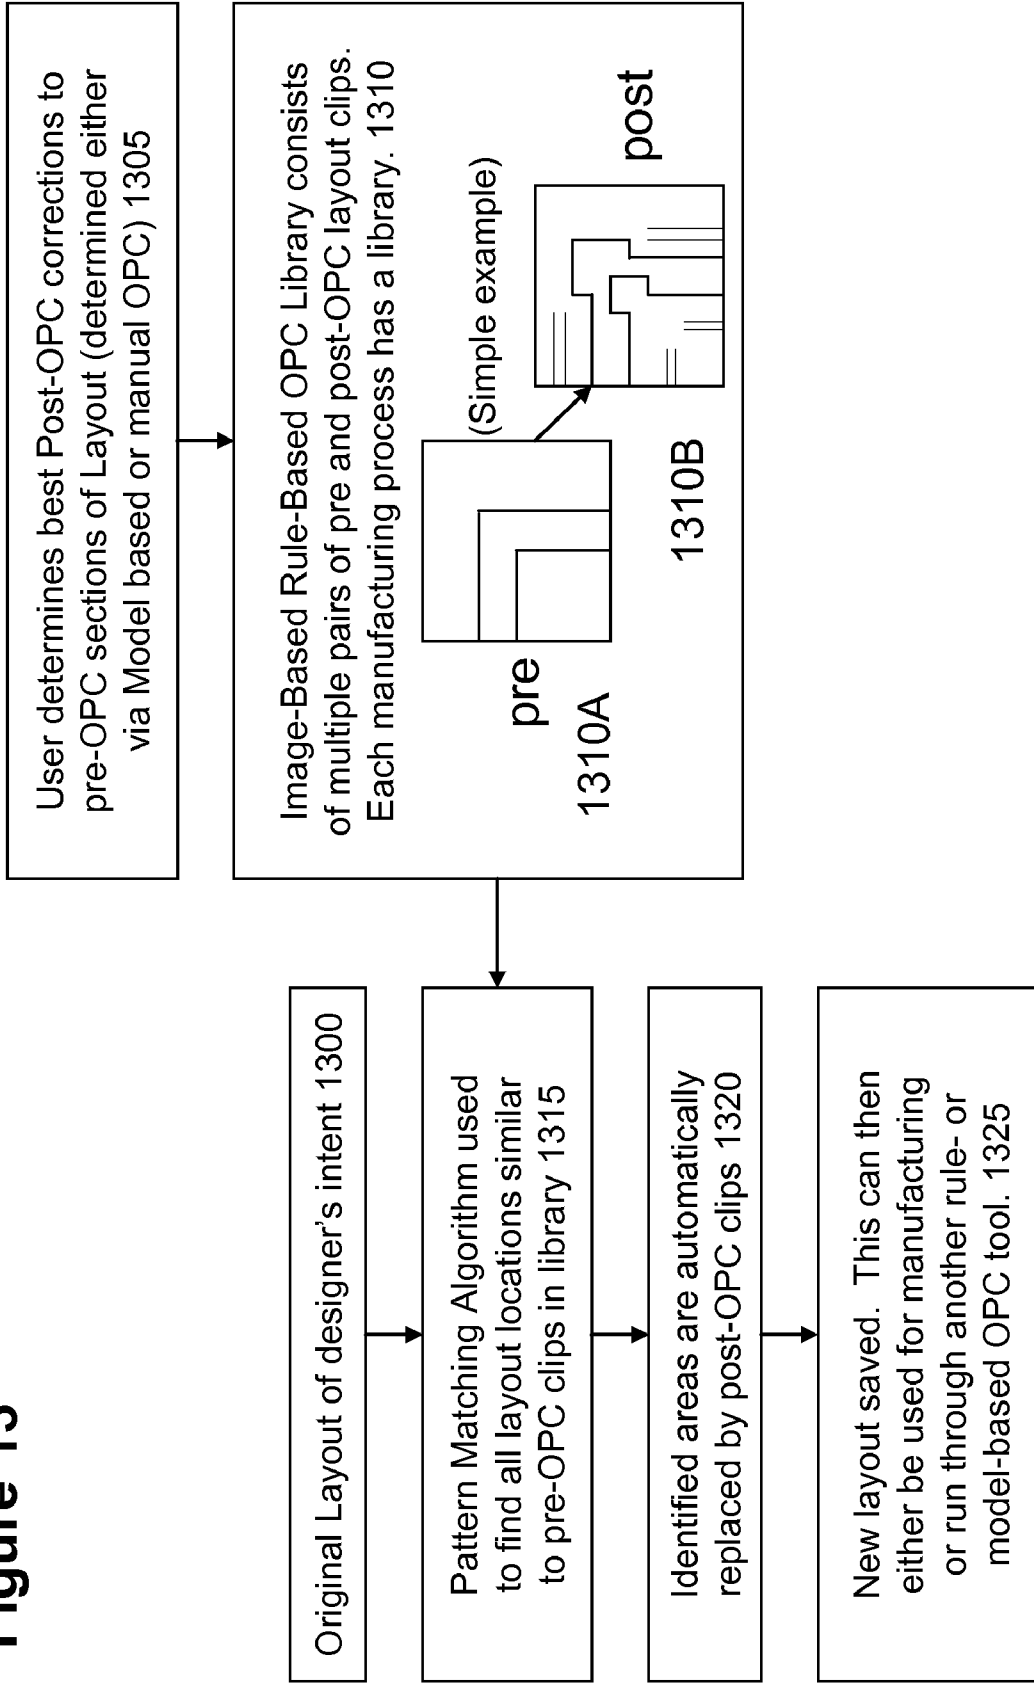 Figure 13
Original Layout of designer's intent 1300
Pattern Matching Algorithm used
to find all layout locations similar
to pre-OPC clips in library 1315
Identified areas are automatically
replaced by post-OPC clips 1320
New layout saved. This can then
either be used for manufacturing
or run through another rule- or
model-based OPC tool. 1325
User determines best Post-OPC corrections to
pre-OPC sections of Layout (determined either
via Model based or manual OPC) 1305
Image-Based Rule-Based OPC Library consists
of multiple pairs of pre and post-OPC layout clips.
Each manufacturing process has a library. 1310
(Simple example)
pre
1310A
post
1310B